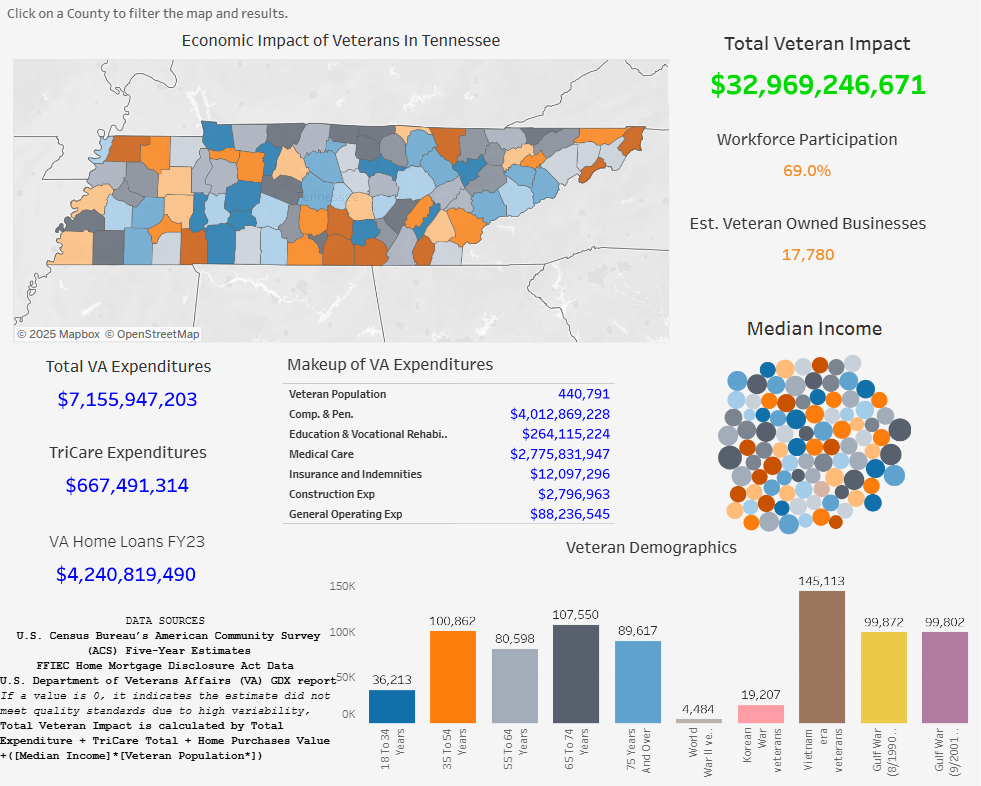 Click on a County to filter the map and results.
Economic Impact of Veterans In Tennessee
Tennessee
© 2025 Mapbox © OpenStreetMap
Total Veteran Impact
$32,969,246,671
Workforce Participation
69.0%
Est. Veteran Owned Businesses
17,780
Median Income
Total VA Expenditures
$7,155,947,203
TriCare Expenditures
$667,491,314
VA Home Loans FY23
$4,240,819,490
Makeup of VA Expenditures
Veteran Population 440,791
Comp. & Pen. $4,012,869,228
Education & Vocational Rehabi.. $264,115,224
Medical Care $2,775,831,947
Insurance and Indemnities $12,097,296
Construction Exp $2,796,963
General Operating Exp $88,236,545
DATA SOURCES
U.S. Census Bureau's American Community Survey
(ACS) Five-Year Estimates
FFIEC Home Mortgage Disclosure Act Data
U.S. Department of Veterans Affairs (VA) GDX report
If a value is 0, it indicates the estimate did not
meet quality standards due to high variability,
Total Veteran Impact is calculated by Total
Expenditure + TriCare Total + Home Purchases Value
+([Median Income]*[Veteran Population*])
Veteran Demographics
150K
100K
50K
0K
36,213
100,862
80,598
107,550
89,617
4,484
19,207
145,113
99,872
99,802
18 To 34
Years
35 To 54
Years
55 To 64
Years
65 To 74
Years
75 Years
And Over
World
War II ve..
Korean
War
veterans
Vietnam
era
veterans
Gulf War
(8/1990..
Gulf War
(9/2001..